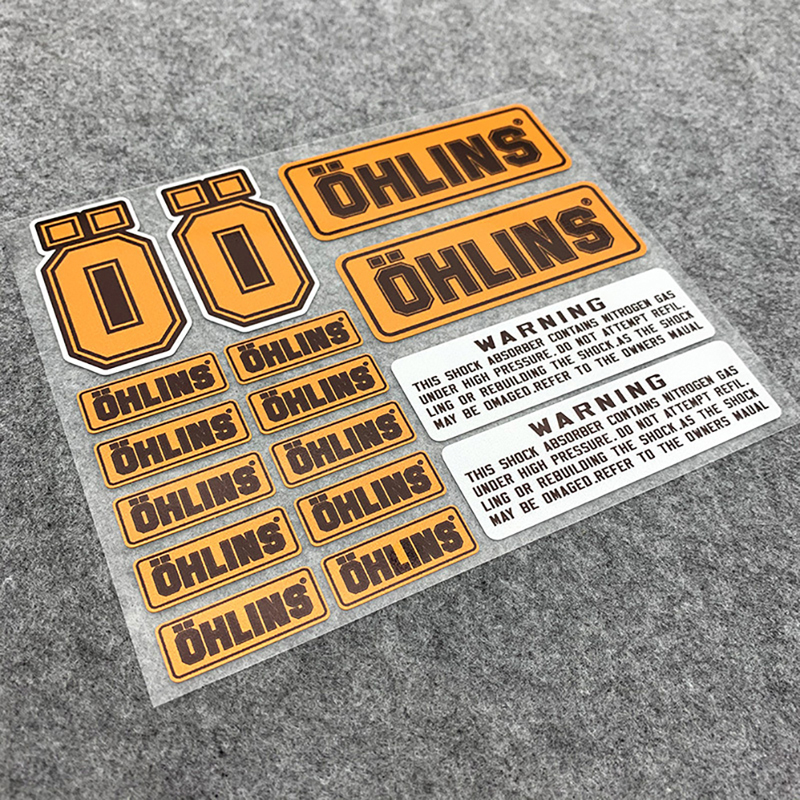 Ö
Ö
ÖHLINS®
ÖHLINS®
ÖHLINS®
ÖHLINS®
ÖHLINS®
ÖHLINS®
ÖHLINS®
ÖHLINS®
ÖHLINS®
ÖHLINS®
ÖHLINS®
ÖHLINS®
WARNING
THIS SHOCK ABSORBER CONTAINS NITROGEN GAS
UNDER HIGH PRESSURE.DO NOT ATTEMPT REFIL.
LING OR REBUILDING THE SHOCK.AS THE SHOCK
MAY BE OMAGED.REFER TO THE OWNERS MAUAL
WARNING
THIS SHOCK ABSORBER CONTAINS NITROGEN GAS
UNDER HIGH PRESSURE.DO NOT ATTEMPT REFIL.
LING OR REBUILDING THE SHOCK.AS THE SHOCK
MAY BE OMAGED.REFER TO THE OWNERS MAUAL